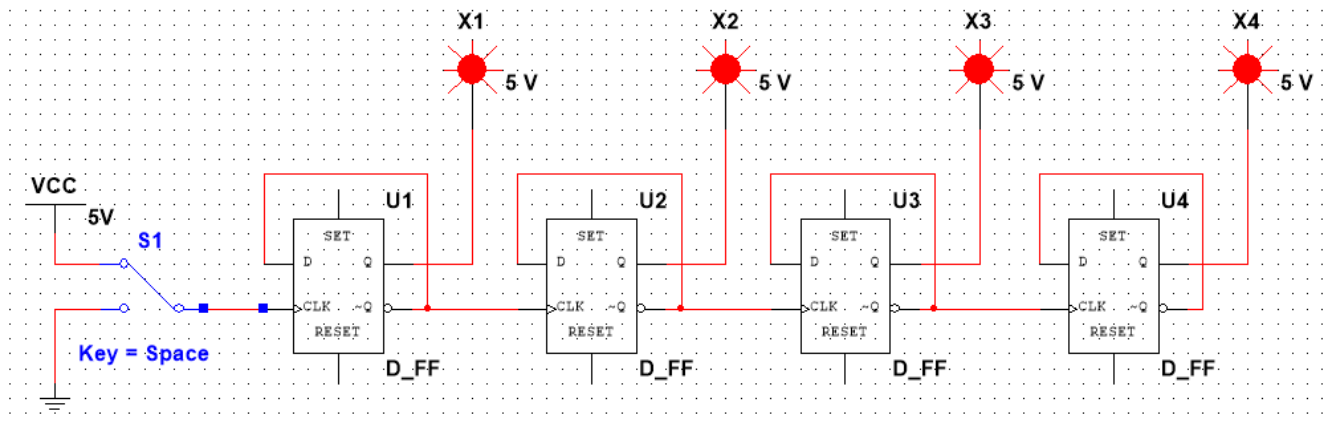 X1 X2 X3 X4
5 V 5 V 5 V 5 V
VCC
5V
U1 U2 U3 U4
S1
SET SET SET SET
D Q D Q D Q D Q
CLK ~Q CLK ~Q CLK ~Q CLK ~Q
RESET RESET RESET RESET
Key = Space
D_FF D_FF D_FF D_FF